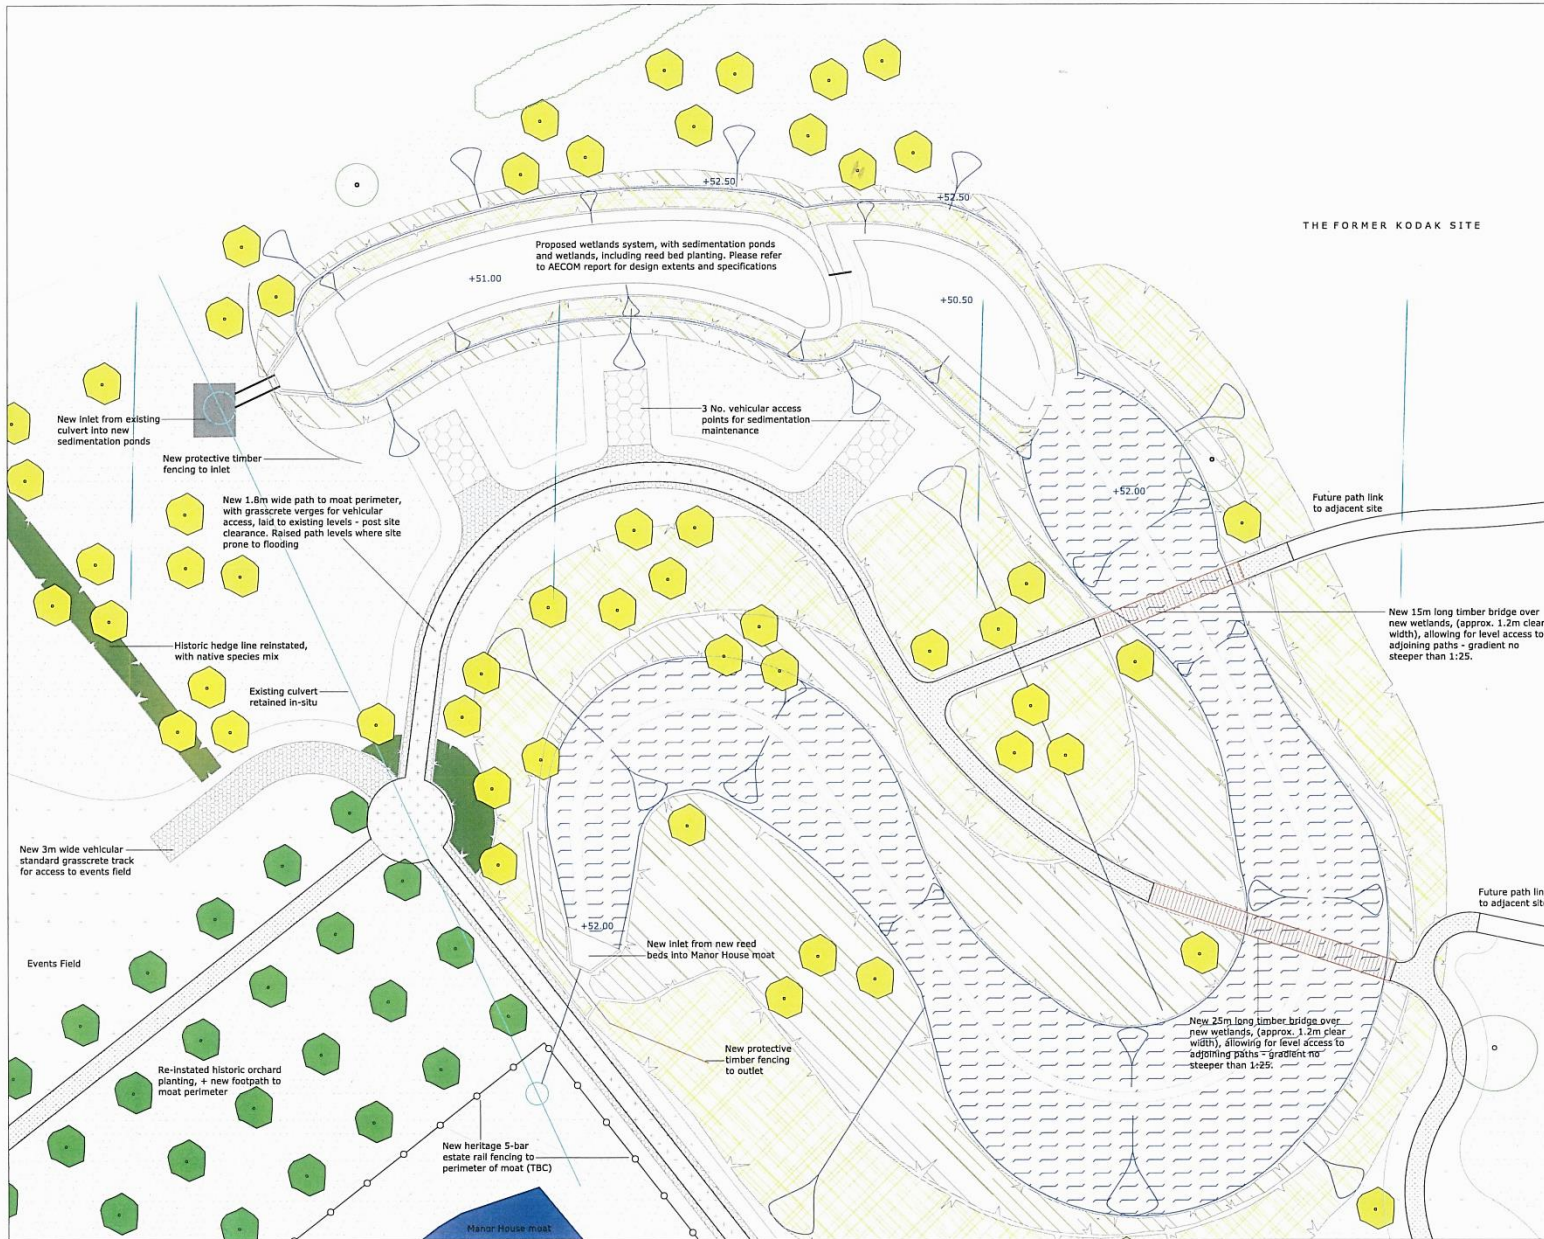 +52.50
+52.50
THE FORMER KODAK SITE
Proposed wetlands system, with sedimentation ponds
and wetlands, including reed bed planting. Please refer
to AECOM report for design extents and specifications
+51.00
+50.50
New inlet from existing
culvert into new
sedimentation ponds
3 No. vehicular access
points for sedimentation
maintenance
New protective timber
fencing to inlet
+52.00
Future path link
to adjacent site
New 1.8m wide path to moat perimeter,
with grasscrete verges for vehicular
access, laid to existing levels - post site
clearance. Raised path levels where site
prone to flooding
New 15m long timber bridge over
new wetlands, (approx. 1.2m clear
width), allowing for level access to
adjoining paths - gradient no
steeper than 1:25.
Historic hedge line reinstated,
with native species mix
Existing culvert
retained in-situ
New 3m wide vehicular
standard grasscrete track
for access to events field
Future path lin
to adjacent sit
+52.00
New inlet from new reed
beds into Manor House moat
Events Field
New 25m long timber bridge over
new wetlands, (approx. 1.2m clear
width), allowing for level access to
adjoining paths - gradient no
steeper than 1:25.
New protective
timber fencing
to outlet
Re-instated historic orchard
planting, + new footpath to
moat perimeter
New heritage 5-bar
estate rail fencing to
perimeter of moat (TBC)
Manor House moat